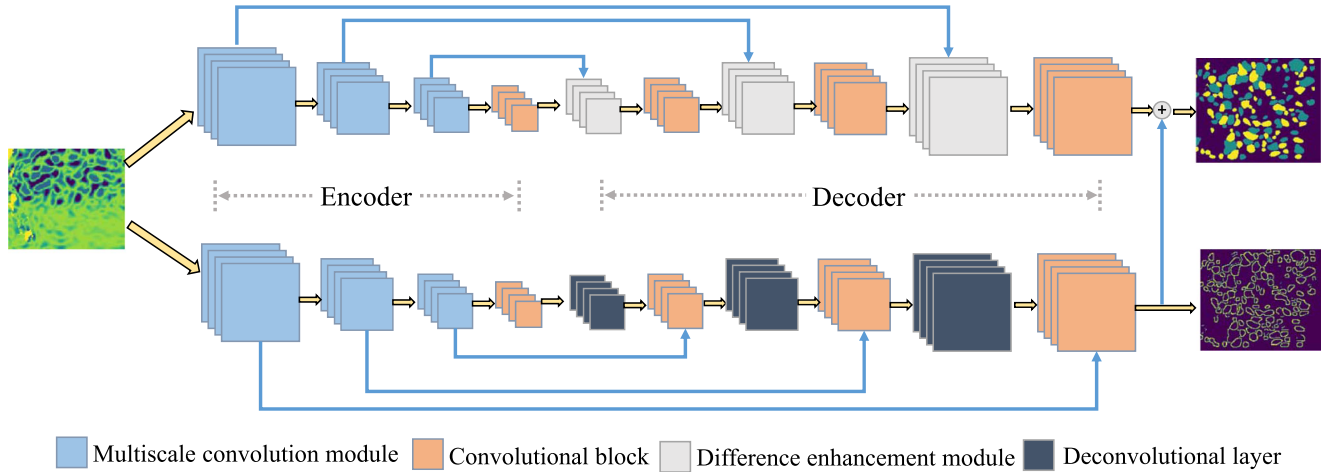 +
Encoder
Decoder
Multiscale convolution module
Convolutional block
Difference enhancement module
Deconvolutional layer